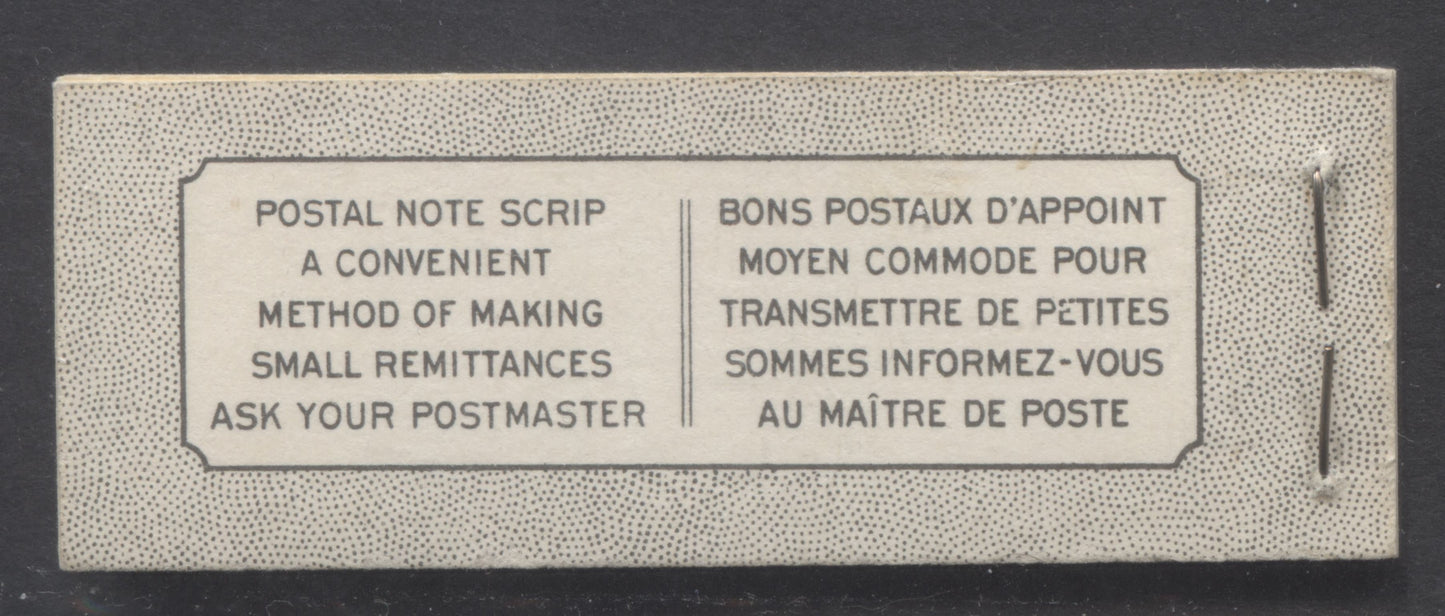 POSTAL NOTE SCRIP
A CONVENIENT
METHOD OF MAKING
SMALL REMITTANCES
ASK YOUR POSTMASTER
BONS POSTAUX D'APPOINT
MOYEN COMMODE POUR
TRANSMETTRE DE PETITES
SOMMES INFORMEZ-VOUS
AU MAÎTRE DE POSTE